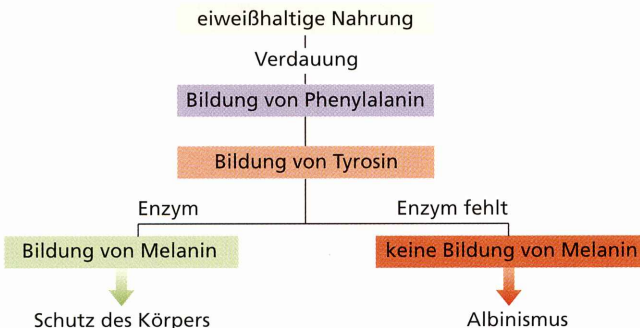 eiweißhaltige Nahrung
Verdauung
Bildung von Phenylalanin
Bildung von Tyrosin
Enzym
Enzym fehlt
Bildung von Melanin
keine Bildung von Melanin
Schutz des Körpers
Albinismus